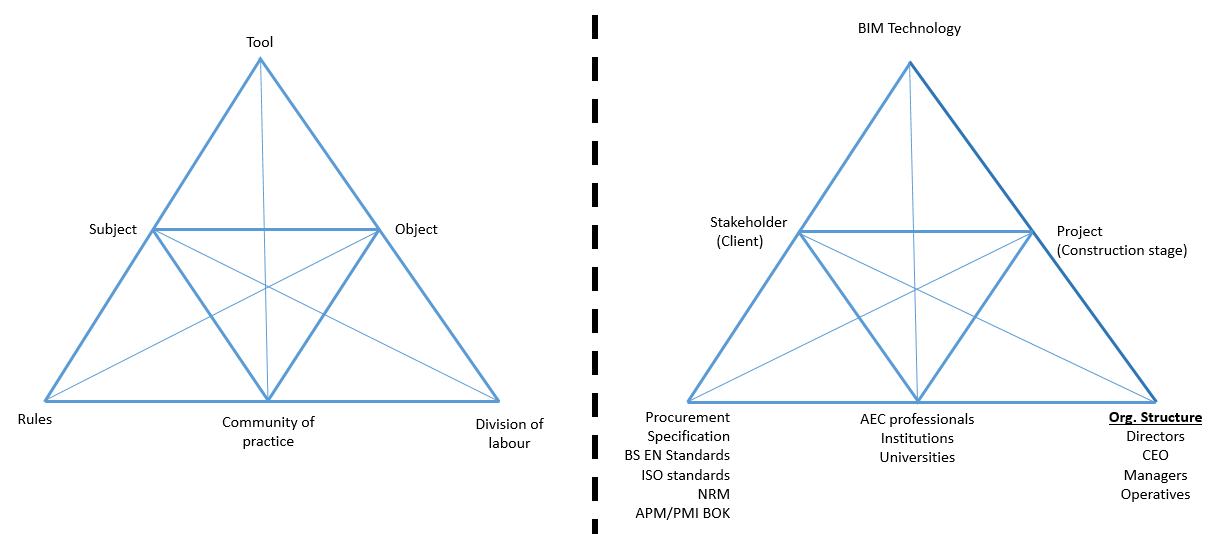 Tool
Subject
Object
Rules
Community of
practice
Division of
labour
BIM Technology
Stakeholder
(Client)
Project
(Construction stage)
Procurement
Specification
BS EN Standards
ISO standards
NRM
APM/PMI BOK
AEC professionals
Institutions
Universities
Org. Structure
Directors
CEO
Managers
Operatives